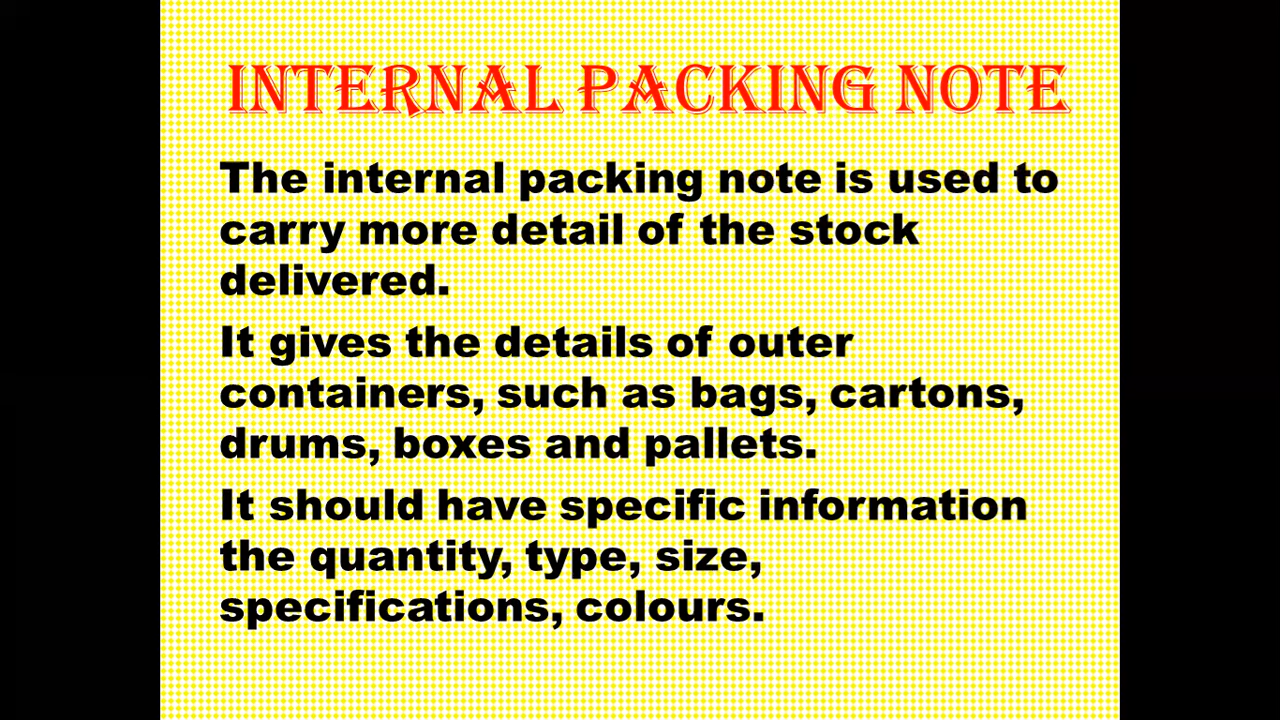 INTERNAL PACKING NOTE
The internal packing note is used to
carry more detail of the stock
delivered.
It gives the details of outer
containers, such as bags, cartons,
drums, boxes and pallets.
It should have specific information
the quantity, type, size,
specifications, colours.